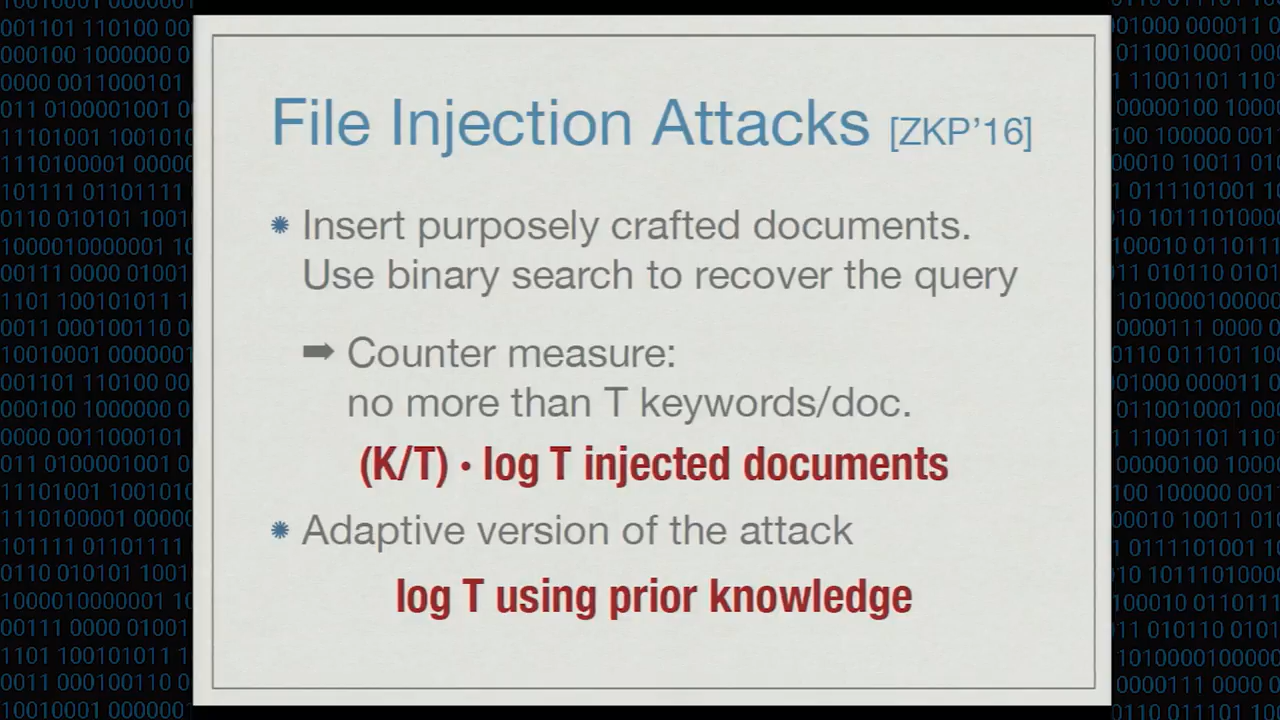 File Injection Attacks [ZKP’16]
Insert purposely crafted documents.
Use binary search to recover the query
➡ Counter measure:
no more than T keywords/doc.
(K/T) · log T injected documents
Adaptive version of the attack
log T using prior knowledge